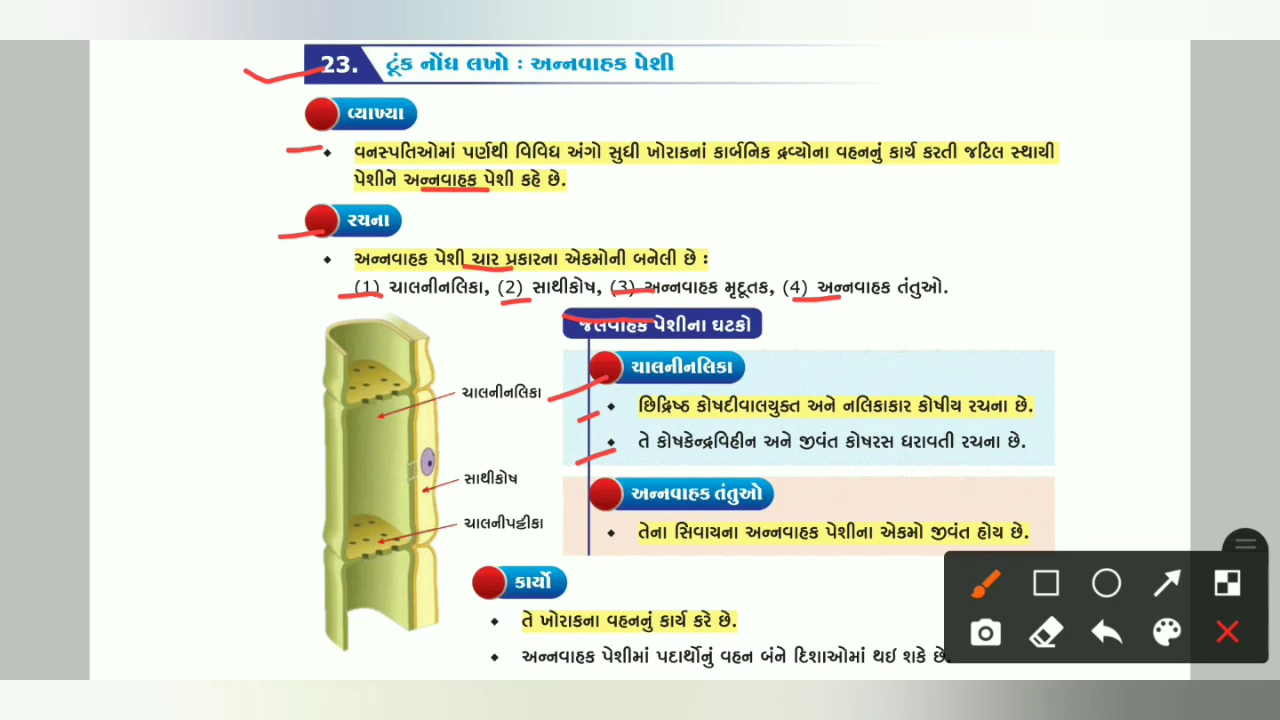 23. ટૂંક નોંધ લખો : અન્નવાહક પેશી
વ્યાખ્યા
વનસ્પતિઓમાં પર્ણથી વિવિધ અંગો સુધી ખોરાકનાં કાર્બનિક દ્રવ્યોના વહનનું કાર્ય કરતી જટિલ સ્થાયી
પેશીને અન્નવાહક પેશી કહે છે.
રચના
અન્નવાહક પેશી ચાર પ્રકારના એકમોની બનેલી છે :
(1) ચાલનીનલિકા, (2) સાથીકોષ, (3) અન્નવાહક મૃદૂતક, (4) અન્નવાહક તંતુઓ.
જલવાહક પેશીના ઘટકો
ચાલનીનલિકા
છિદ્રિષ્ઠ કોષદીવાલયુક્ત અને નલિકાકાર કોષીય રચના છે.
તે કોષકેન્દ્રવિહીન અને જીવંત કોષરસ ધરાવતી રચના છે.
અન્નવાહક તંતુઓ
તેના સિવાયના અન્નવાહક પેશીના એકમો જીવંત હોય છે.
ચાલનીનલિકા
સાથીકોષ
ચાલનીપટ્ટીકા
કાર્યો
તે ખોરાકના વહનનું કાર્ય કરે છે.
અન્નવાહક પેશીમાં પદાર્થોનું વહન બંને દિશાઓમાં થઈ શકે છે.